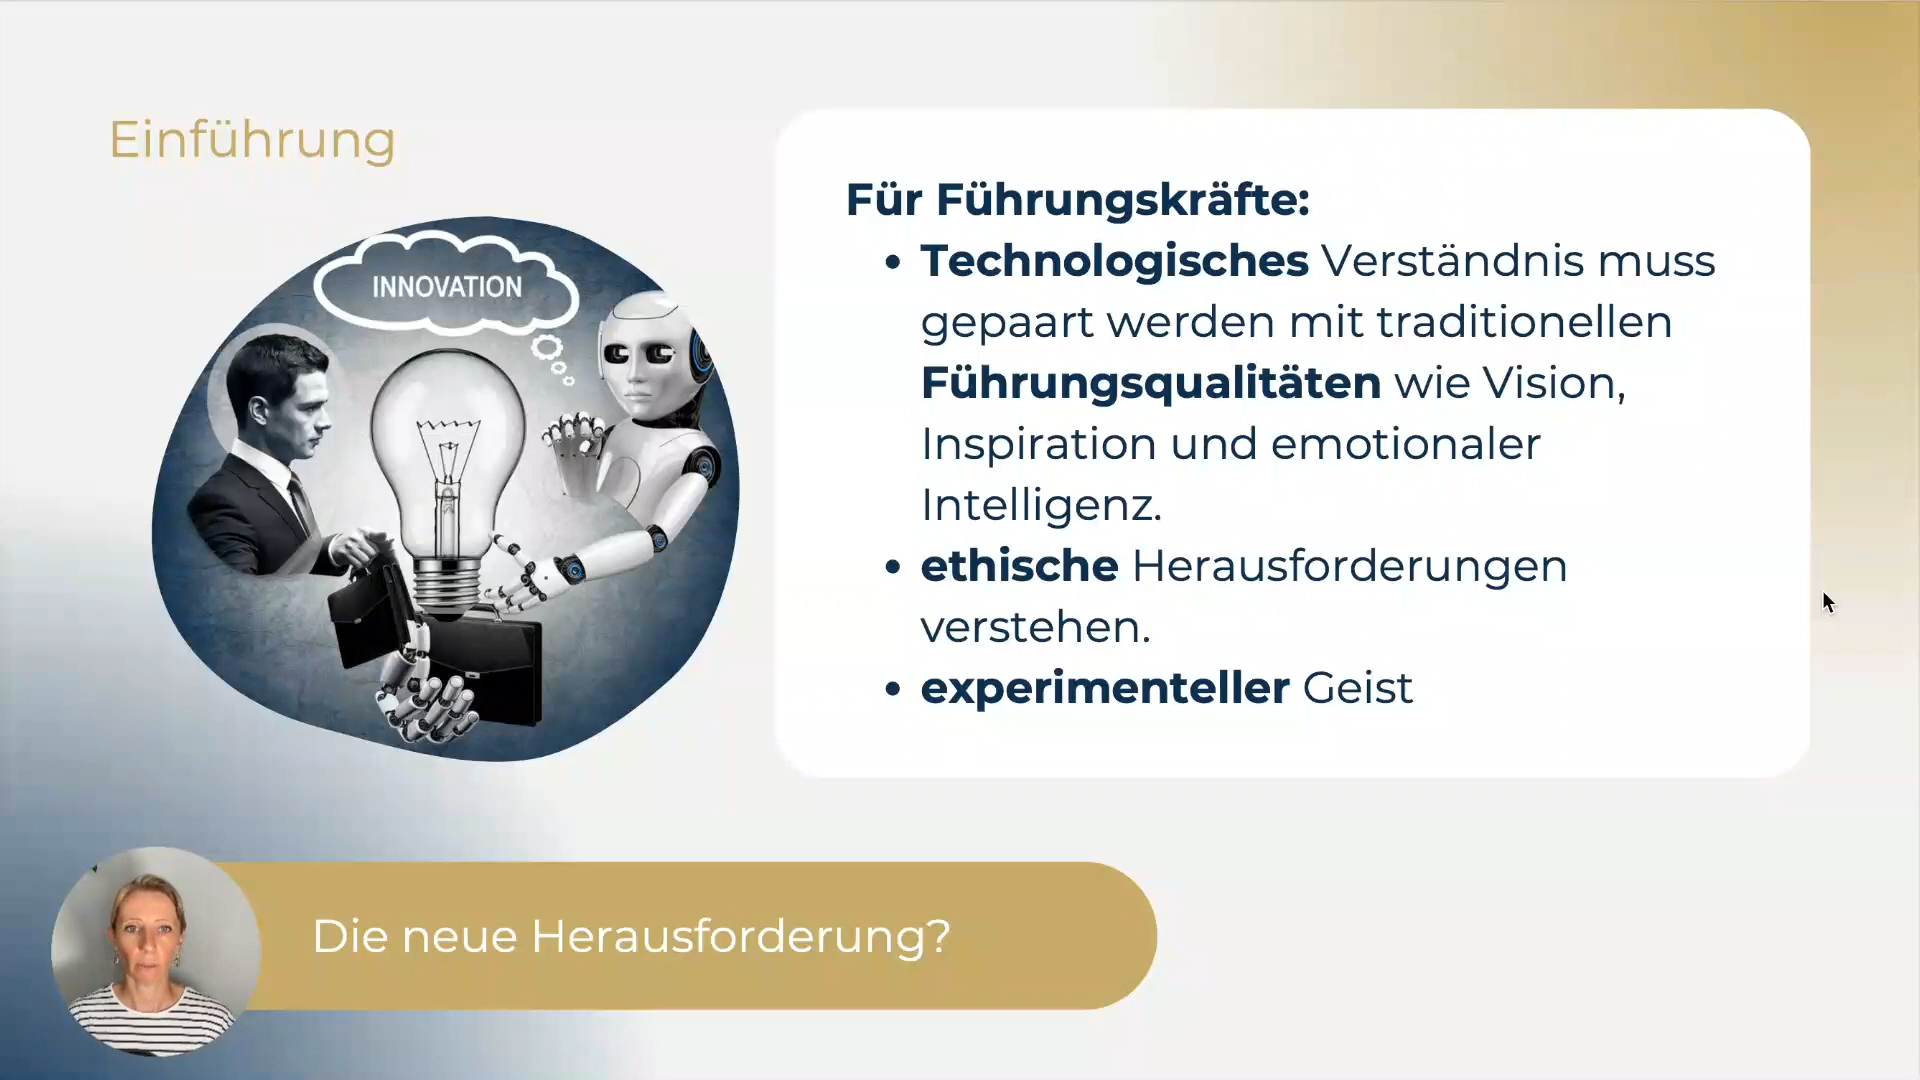 Einführung
INNOVATION
Für Führungskräfte:
• Technologisches Verständnis muss
gepaart werden mit traditionellen
Führungsqualitäten wie Vision,
Inspiration und emotionaler
Intelligenz.
• ethische Herausforderungen
verstehen.
• experimenteller Geist
Die neue Herausforderung?